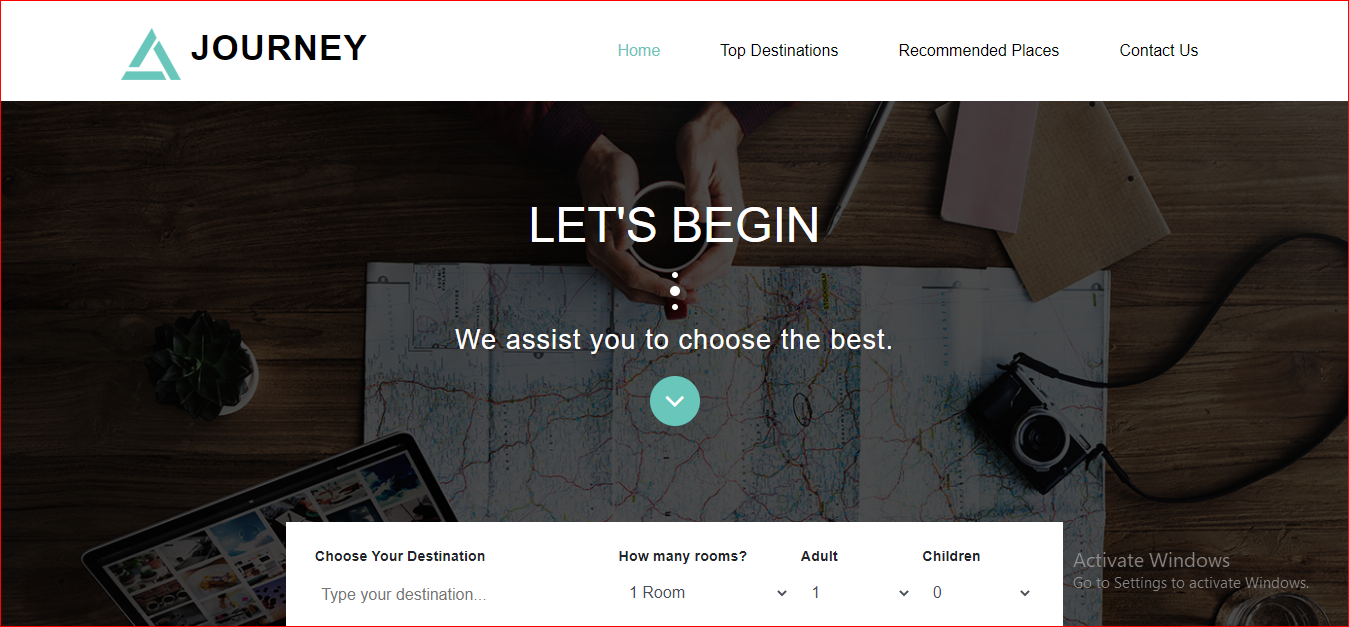 JOURNEY
Home Top Destinations Recommended Places Contact Us
LET'S BEGIN
We assist you to choose the best.
Choose Your Destination How many rooms? Adult Children
Type your destination... 1 Room 1 0
Activate Windows
Go to Settings to activate Windows.